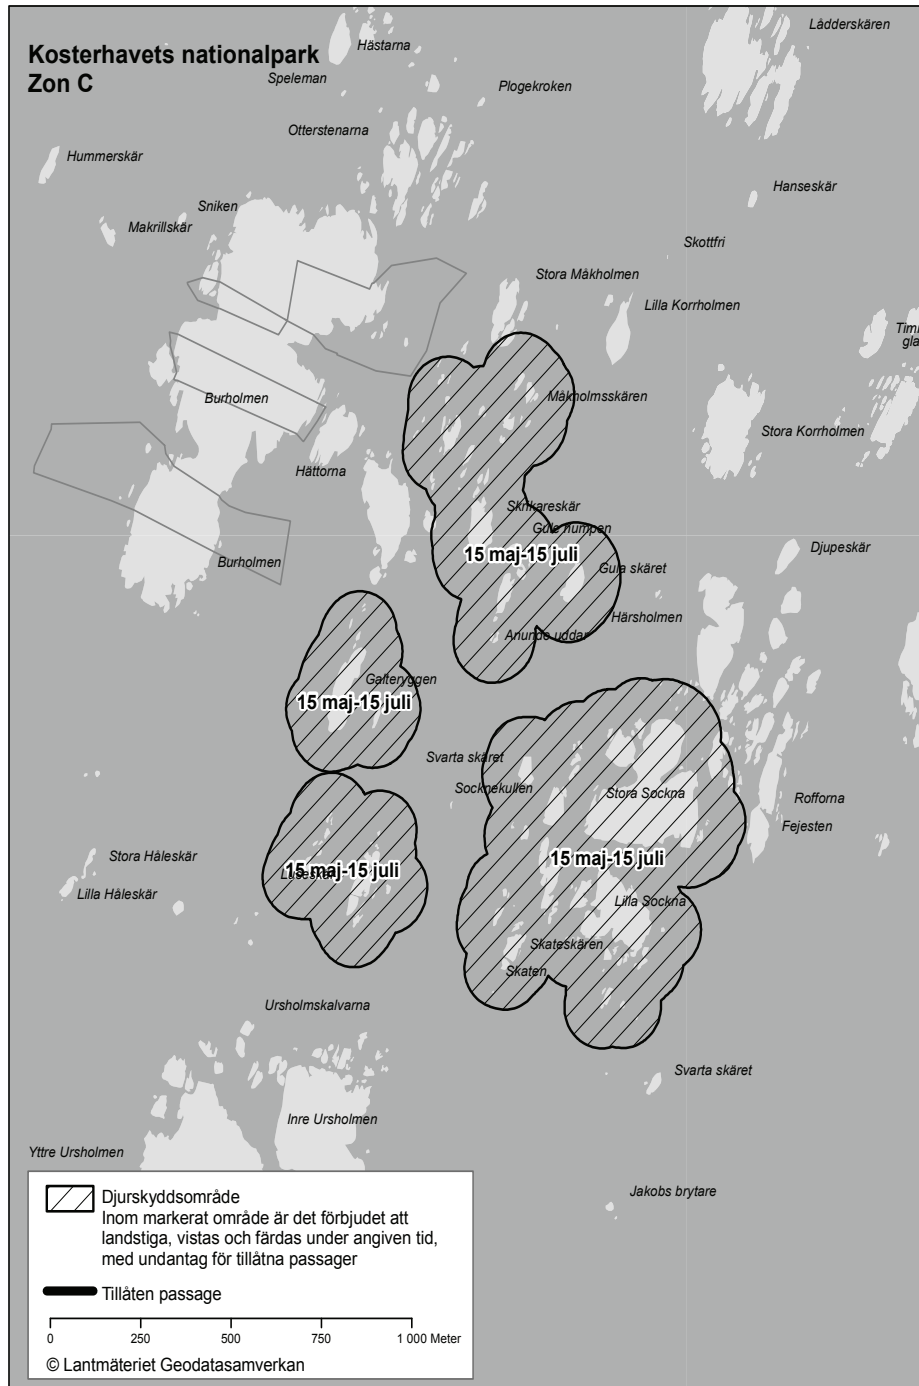 Kosterhavets nationalpark
Zon C
Hästarna
Lådderskären
Speleman
Plogekroken
Otterstenarna
Hummerskär
Hanseskär
Sniken
Makrillskär
Skottfri
Stora Måkholmen
Lilla Korrholmen
Burholmen
Måkholmsskären
Stora Korrholmen
Hättorna
Skrikareskär
Gule humpen
15 maj-15 juli
Djupeskär
Burholmen
Gula skäret
Härsholmen
Anunde uddar
Galteryggen
15 maj-15 juli
Svarta skäret
Socknekullen
Stora Sockna
Rofforna
Fejesten
Stora Håleskär
15 maj-15 juli
15 maj-15 juli
Lilla Håleskär
Lilla Sockna
Skateskären
Skaten
Ursholmskalvarna
Svarta skäret
Inre Ursholmen
Yttre Ursholmen
Jakobs brytare
Djurskyddsområde
Inom markerat område är det förbjudet att
landstiga, vistas och färdas under angiven tid,
med undantag för tillåtna passager
Tillåten passage
0 250 500 750 1 000 Meter
© Lantmäteriet Geodatasamverkan